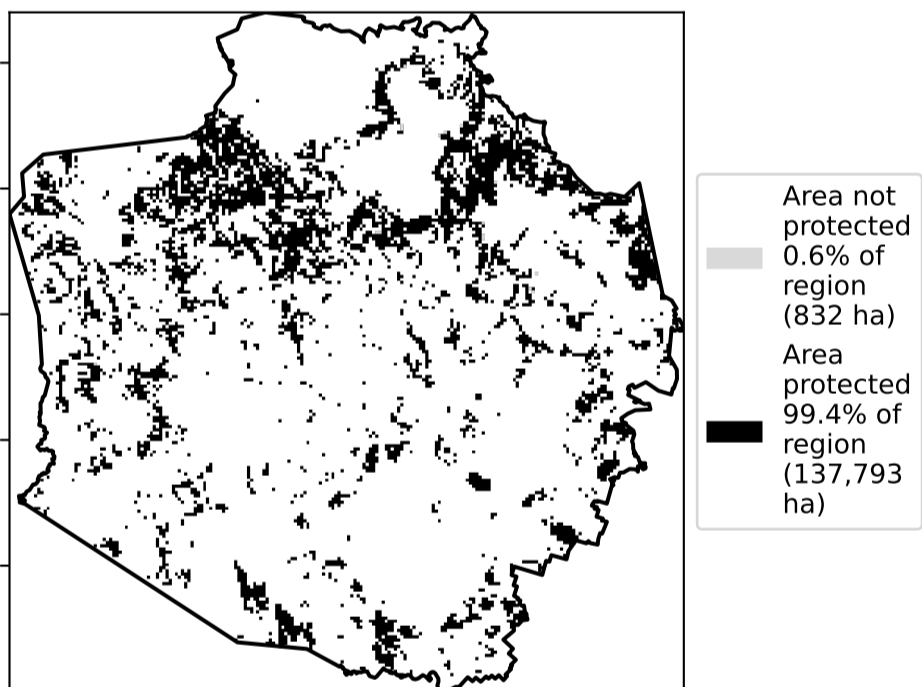 Area not
protected
0.6% of
region
(832 ha)
Area
protected
99.4% of
region
(137,793
ha)